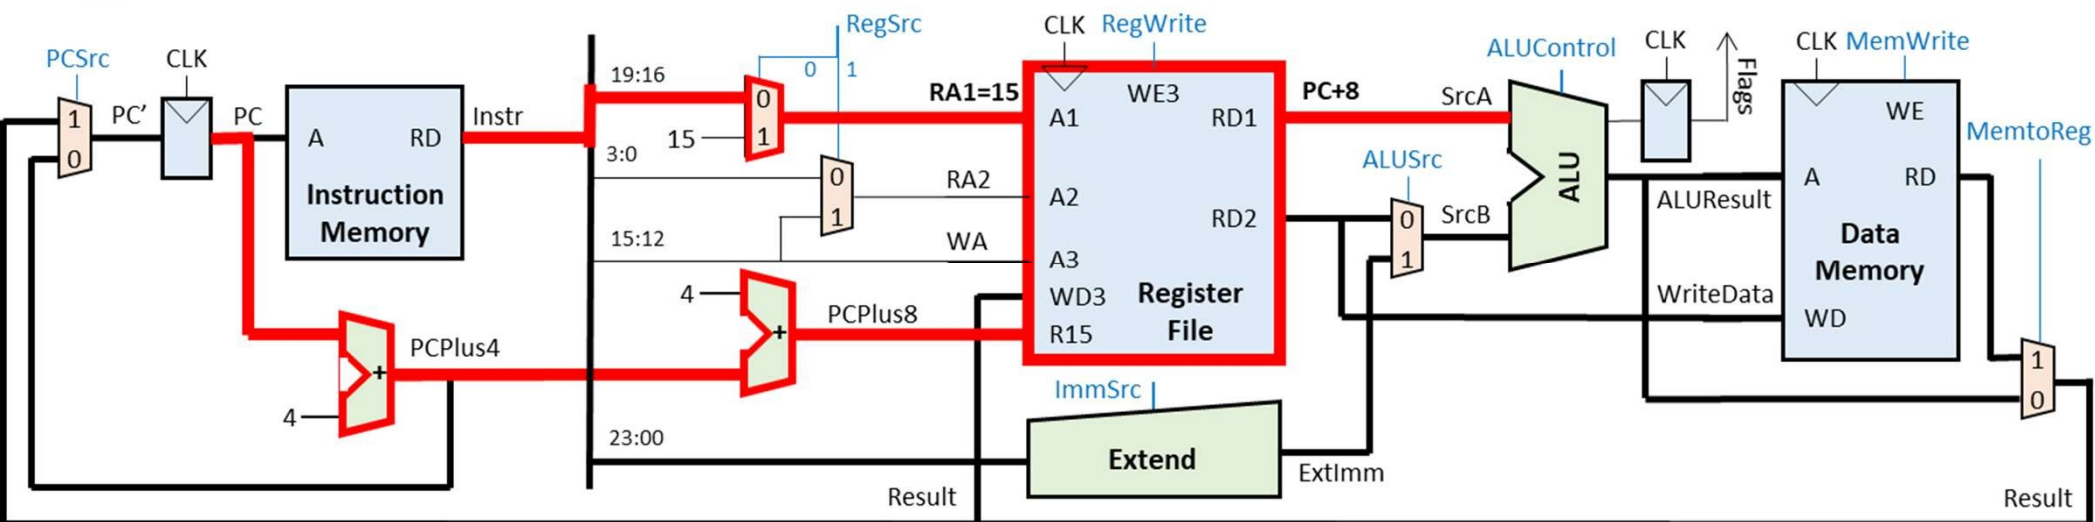 PCSrc
CLK
1
0
PC’
PC
A
RD
Instruction
Memory
Instr
PCPlus4
+
4
19:16
3:0
15:12
23:00
RegSrc
0
1
0
1
15
0
1
RA1=15
RA2
WA
4
+
PCPlus8
CLK
RegWrite
WE3
A1
RD1
A2
RD2
A3
WD3
R15
Register
File
ImmSrc
Extend
ExtImm
Result
PC+8
SrcA
ALUSrc
0
1
SrcB
ALUControl
ALU
CLK
Flags
ALUResult
WriteData
CLK
MemWrite
WE
A
RD
Data
Memory
WD
MemtoReg
1
0
Result